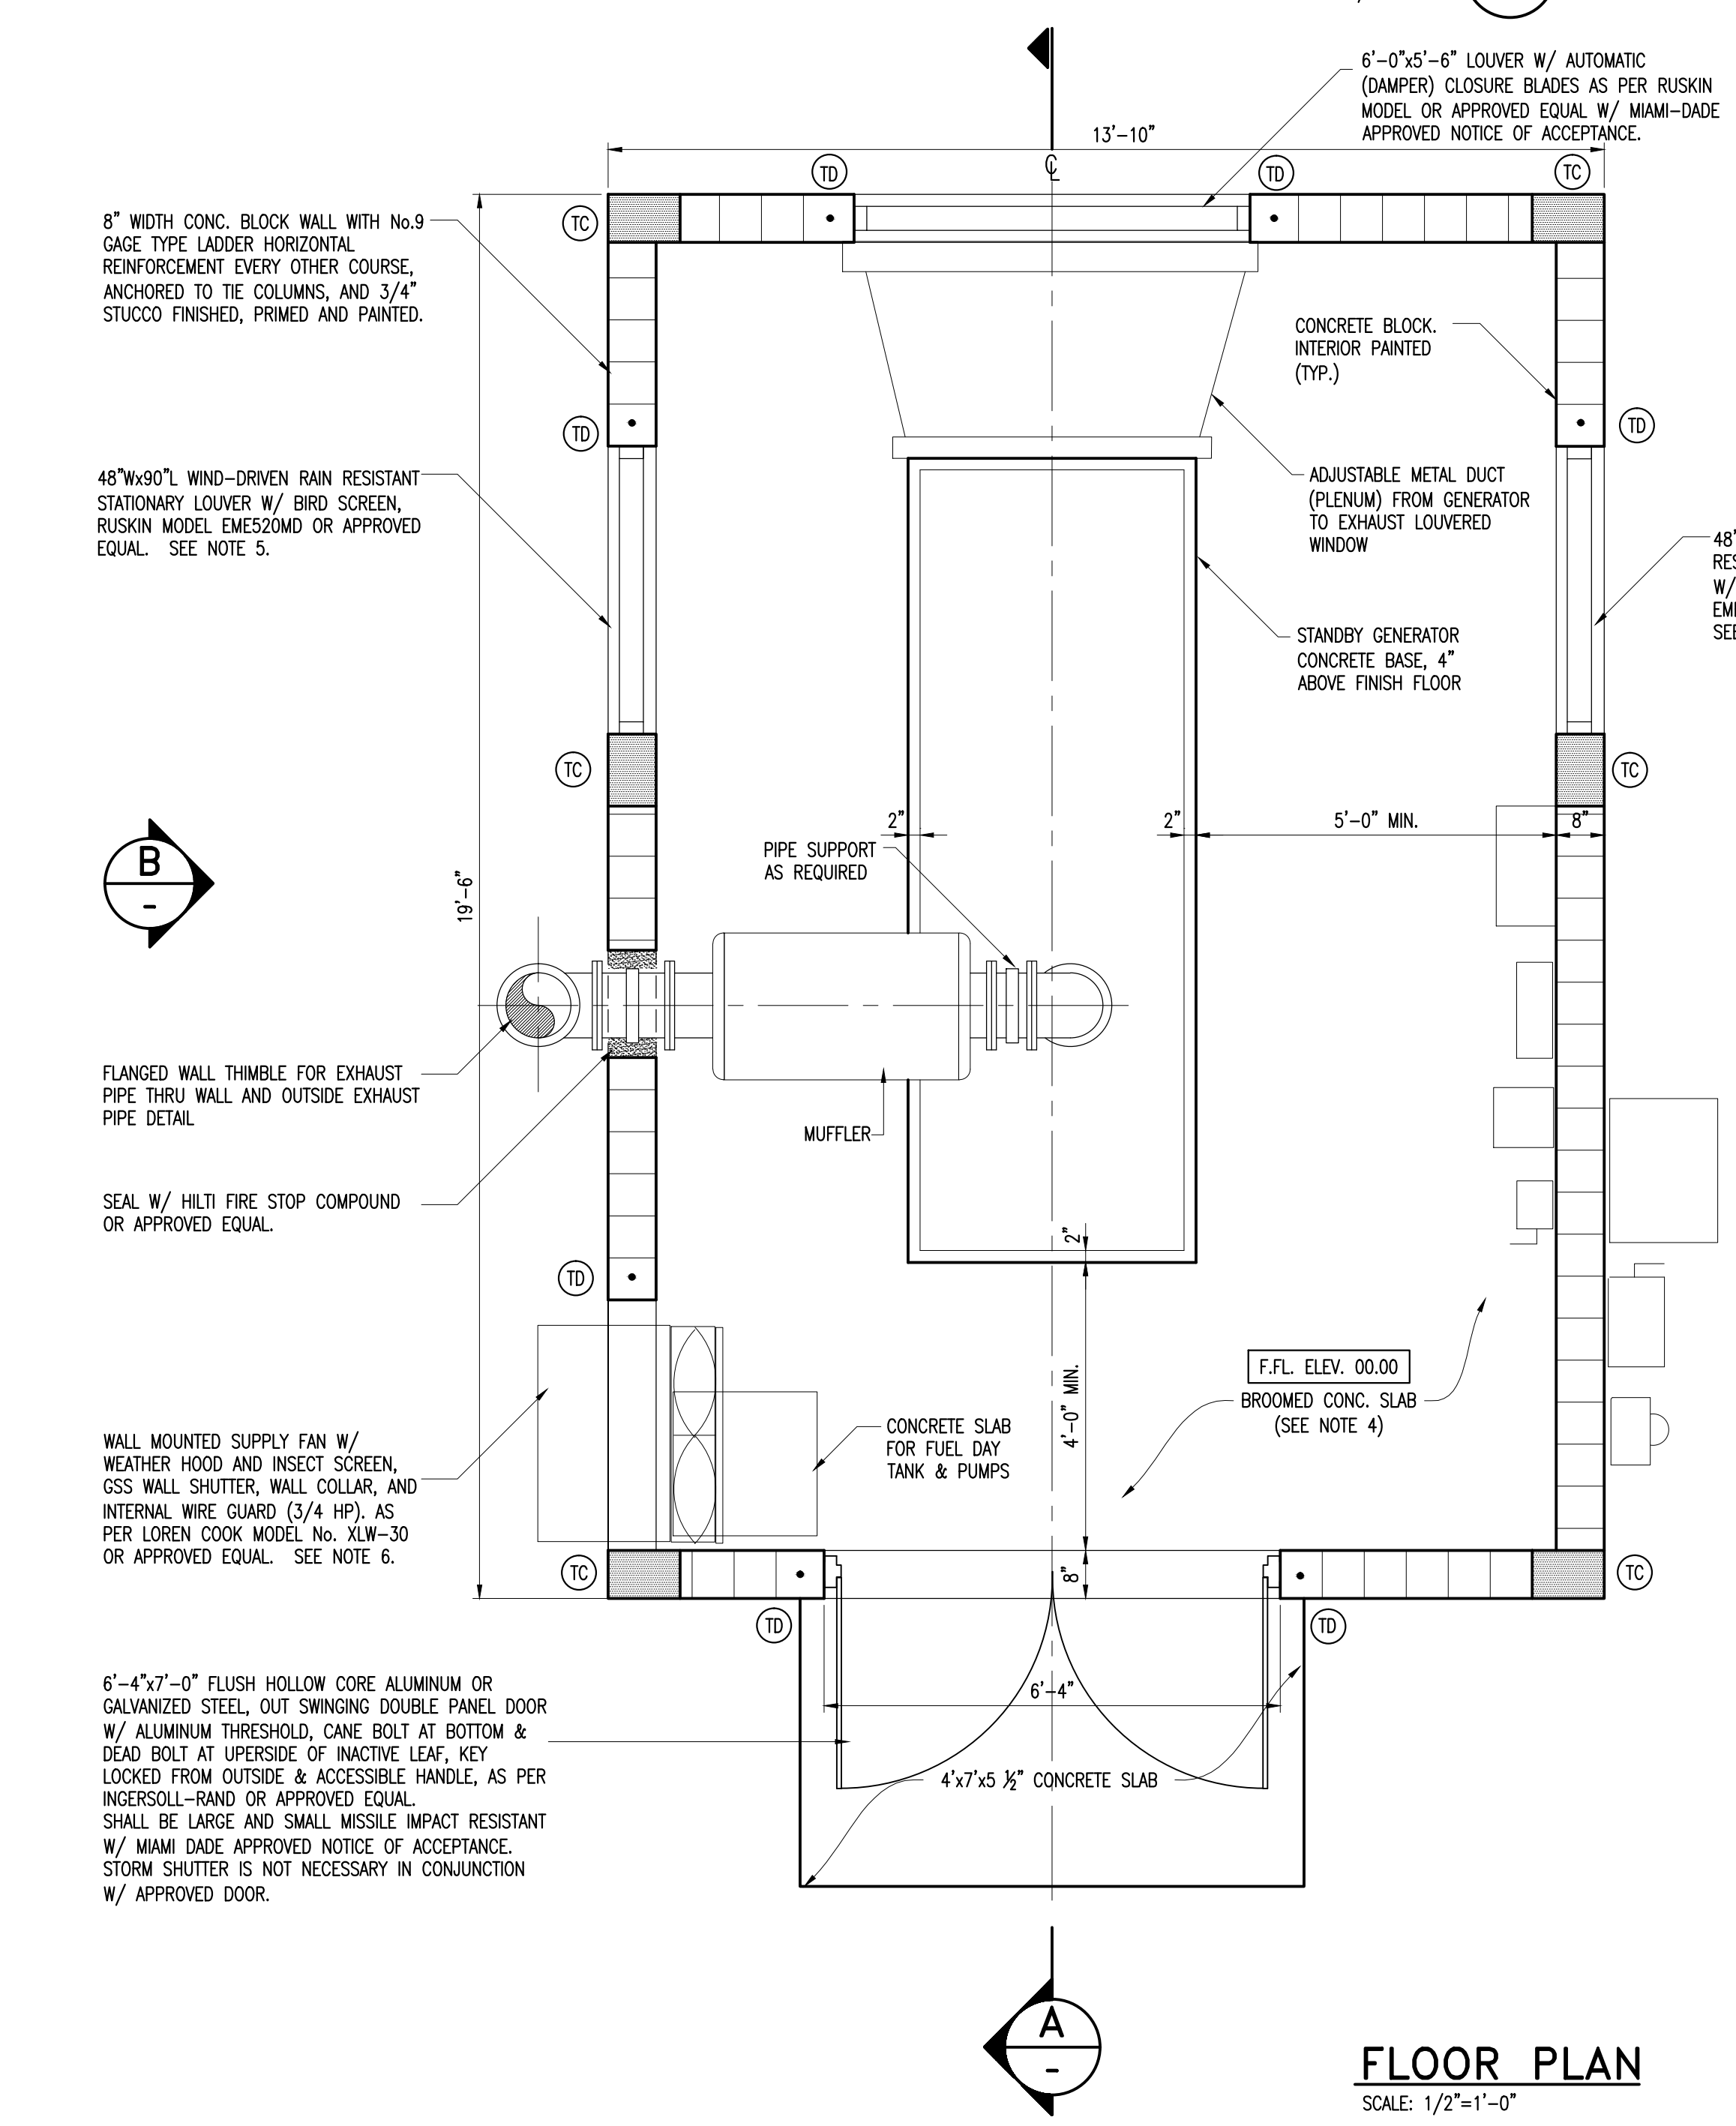 6'-0"x5'-6" LOUVER W/ AUTOMATIC
(DAMPER) CLOSURE BLADES AS PER RUSKIN
MODEL OR APPROVED EQUAL W/ MIAMI-DADE
APPROVED NOTICE OF ACCEPTANCE.
13'-10"
℄
TD
TD
TC
TC
8" WIDTH CONC. BLOCK WALL WITH No.9
GAGE TYPE LADDER HORIZONTAL
REINFORCEMENT EVERY OTHER COURSE,
ANCHORED TO TIE COLUMNS, AND 3/4"
STUCCO FINISHED, PRIMED AND PAINTED.
CONCRETE BLOCK.
INTERIOR PAINTED
(TYP.)
TD
TD
48"Wx90"L WIND-DRIVEN RAIN RESISTANT
STATIONARY LOUVER W/ BIRD SCREEN,
RUSKIN MODEL EME520MD OR APPROVED
EQUAL. SEE NOTE 5.
ADJUSTABLE METAL DUCT
(PLENUM) FROM GENERATOR
TO EXHAUST LOUVERED
WINDOW
48"
W/
STANDBY GENERATOR
CONCRETE BASE, 4"
ABOVE FINISH FLOOR
TC
TC
2"
2"
5'-0" MIN.
8"
PIPE SUPPORT
AS REQUIRED
B
-
19'-6"
FLANGED WALL THIMBLE FOR EXHAUST
PIPE THRU WALL AND OUTSIDE EXHAUST
PIPE DETAIL
MUFFLER
SEAL W/ HILTI FIRE STOP COMPOUND
OR APPROVED EQUAL.
2"
TD
4'-0" MIN.
F.FL. ELEV. 00.00
BROOMED CONC. SLAB
(SEE NOTE 4)
CONCRETE SLAB
FOR FUEL DAY
TANK & PUMPS
WALL MOUNTED SUPPLY FAN W/
WEATHER HOOD AND INSECT SCREEN,
GSS WALL SHUTTER, WALL COLLAR, AND
INTERNAL WIRE GUARD (3/4 HP). AS
PER LOREN COOK MODEL No. XLW-30
OR APPROVED EQUAL. SEE NOTE 6.
TC
8"
TC
TD
TD
6'-4"x7'-0" FLUSH HOLLOW CORE ALUMINUM OR
GALVANIZED STEEL, OUT SWINGING DOUBLE PANEL DOOR
W/ ALUMINUM THRESHOLD, CANE BOLT AT BOTTOM &
DEAD BOLT AT UPERSIDE OF INACTIVE LEAF, KEY
LOCKED FROM OUTSIDE & ACCESSIBLE HANDLE, AS PER
INGERSOLL-RAND OR APPROVED EQUAL.
SHALL BE LARGE AND SMALL MISSILE IMPACT RESISTANT
W/ MIAMI DADE APPROVED NOTICE OF ACCEPTANCE.
STORM SHUTTER IS NOT NECESSARY IN CONJUNCTION
W/ APPROVED DOOR.
6'-4"
4'x7'x5 ½" CONCRETE SLAB
A
-
FLOOR PLAN
SCALE: 1/2"=1'-0"